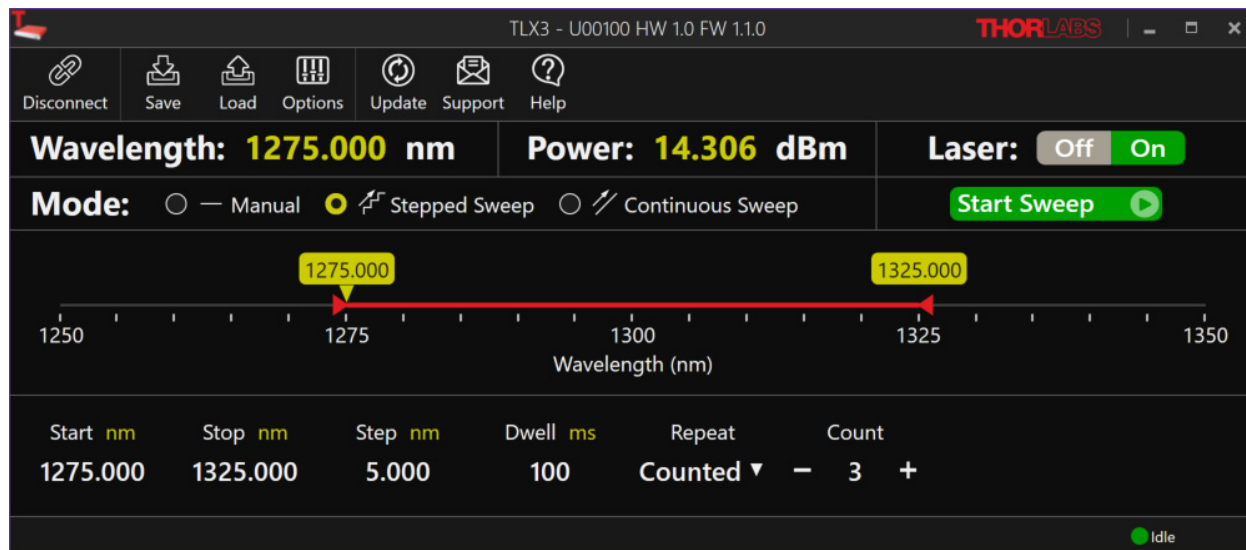 TLX3 - U00100 HW 1.0 FW 1.1.0 THORLABS
Disconnect Save Load Options Update Support Help
Wavelength: 1275.000 nm Power: 14.306 dBm Laser: Off On
Mode: Manual Stepped Sweep Continuous Sweep Start Sweep
1275.000 1325.000
1250 1275 1300 1325 1350
Wavelength (nm)
Start nm Stop nm Step nm Dwell ms Repeat Count
1275.000 1325.000 5.000 100 Counted ▼ − 3 +
Idle